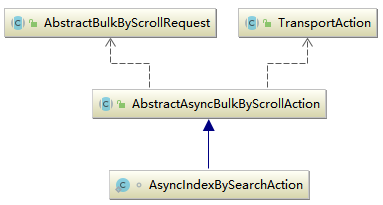 AbstractBulkByScrollRequest
TransportAction
AbstractAsyncBulkByScrollAction
AsyncIndexBySearchAction